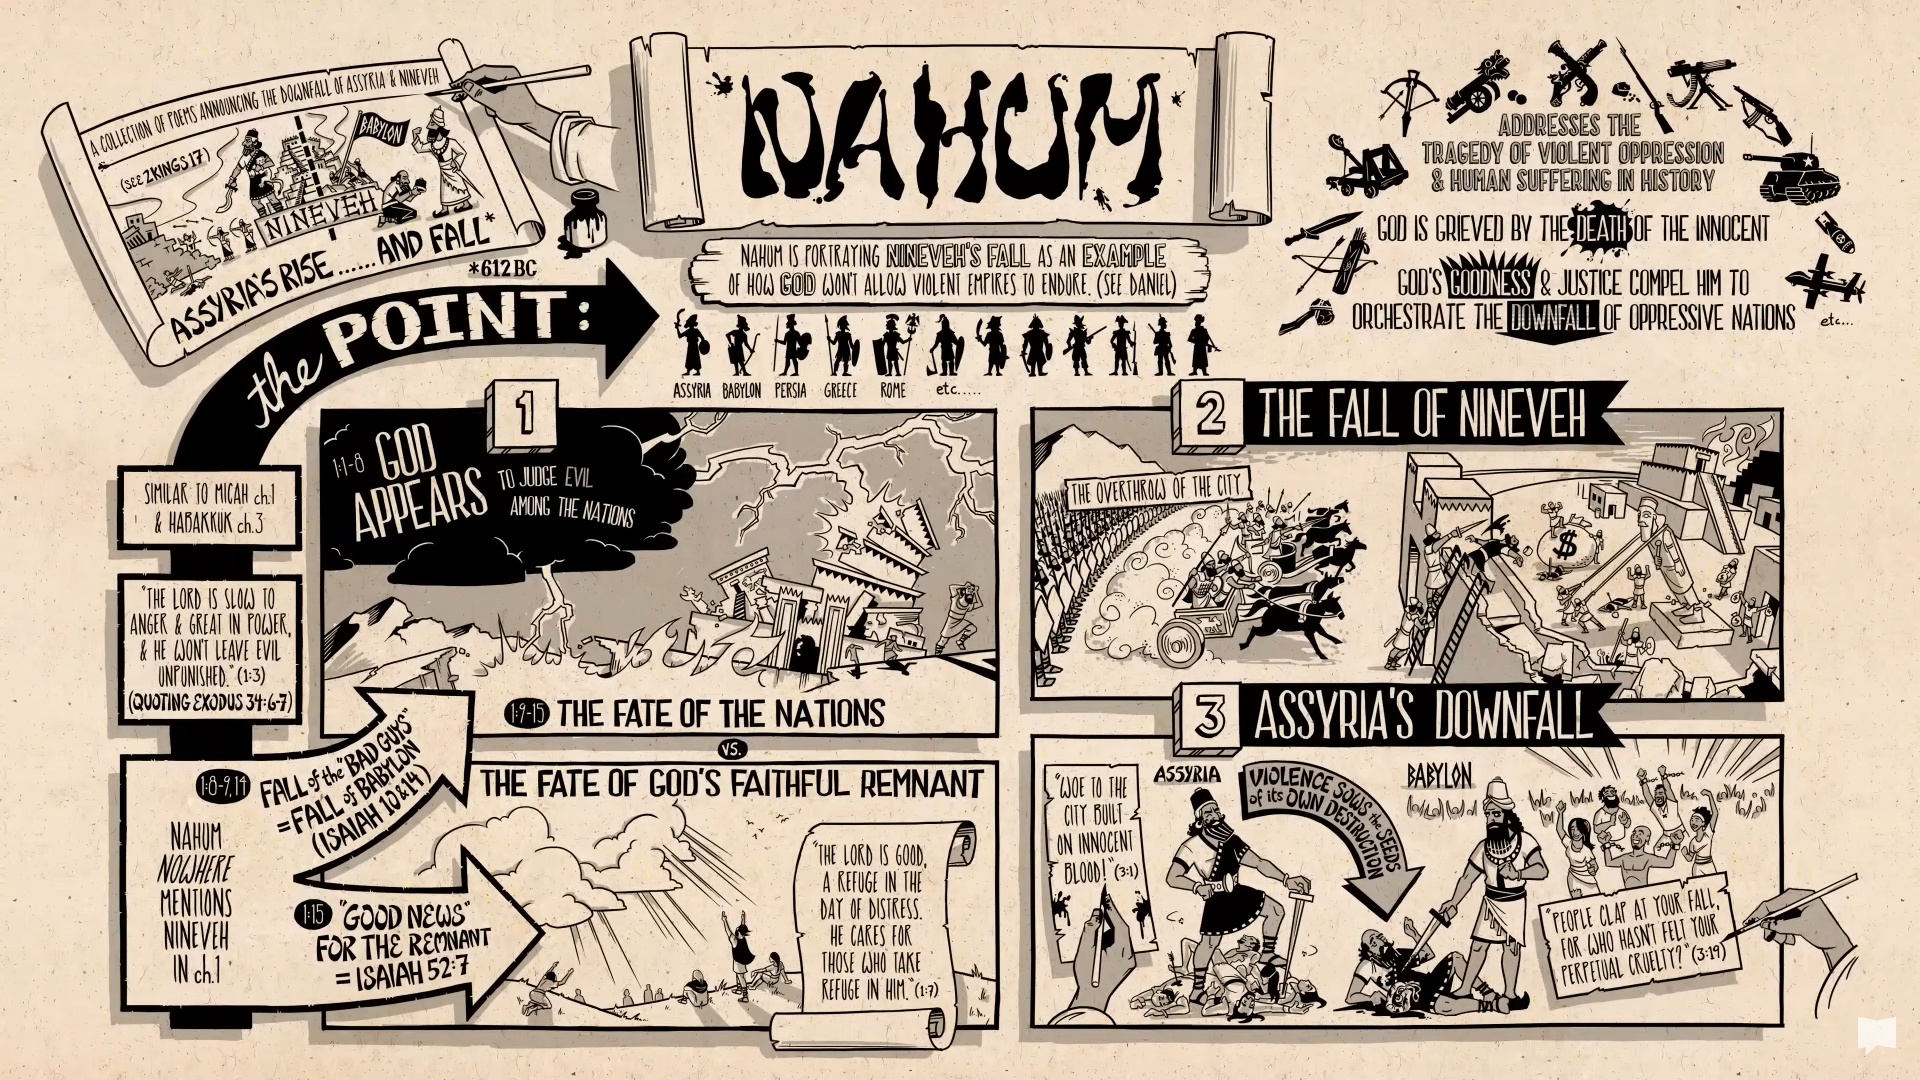 A COLLECTION OF POEMS ANNOUNCING THE DOWNFALL OF ASSYRIA & NINEVEH
(SEE 2KINGS 17)
BABYLON
NINEVEH
ASSYRIA'S RISE ...... AND FALL*
*612 BC
NAHUM
NAHUM IS PORTRAYING NINEVEH'S FALL AS AN EXAMPLE
OF HOW GOD WON'T ALLOW VIOLENT EMPIRES TO ENDURE. (SEE DANIEL)
ASSYRIA BABYLON PERSIA GREECE ROME etc.....
ADDRESSES THE
TRAGEDY OF VIOLENT OPPRESSION
& HUMAN SUFFERING IN HISTORY
GOD IS GRIEVED BY THE DEATH OF THE INNOCENT
GOD'S GOODNESS & JUSTICE COMPEL HIM TO
ORCHESTRATE THE DOWNFALL OF OPPRESSIVE NATIONS
etc...
the POINT:
SIMILAR TO MICAH ch.1
& HABAKKUK ch.3
"THE LORD IS SLOW TO
ANGER & GREAT IN POWER,
& HE WON'T LEAVE EVIL
UNPUNISHED." (1:3)
(QUOTING EXODUS 34:6-7)
1
1:1-8 GOD
APPEARS
TO JUDGE EVIL
AMONG THE NATIONS
1:9-15 THE FATE OF THE NATIONS
VS.
THE FATE OF GOD'S FAITHFUL REMNANT
1:8-9,14
FALL of the "BAD GUYS"
=FALL of BABYLON
(ISAIAH 10 & 14)
NAHUM
NOWHERE
MENTIONS
NINEVEH
IN ch.1
1:15 "GOOD NEWS"
FOR THE REMNANT
= ISAIAH 52:7
"THE LORD IS GOOD,
A REFUGE IN THE
DAY OF DISTRESS.
HE CARES FOR
THOSE WHO TAKE
REFUGE IN HIM." (1:7)
2 THE FALL OF NINEVEH
THE OVERTHROW OF THE CITY
$
3 ASSYRIA'S DOWNFALL
"WOE TO THE
CITY BUILT
ON INNOCENT
BLOOD!" (3:1)
ASSYRIA
VIOLENCE SOWS the SEEDS
of its OWN DESTRUCTION
BABYLON
"PEOPLE CLAP AT YOUR FALL,
FOR WHO HASN'T FELT YOUR
PERPETUAL CRUELTY?" (3:19)